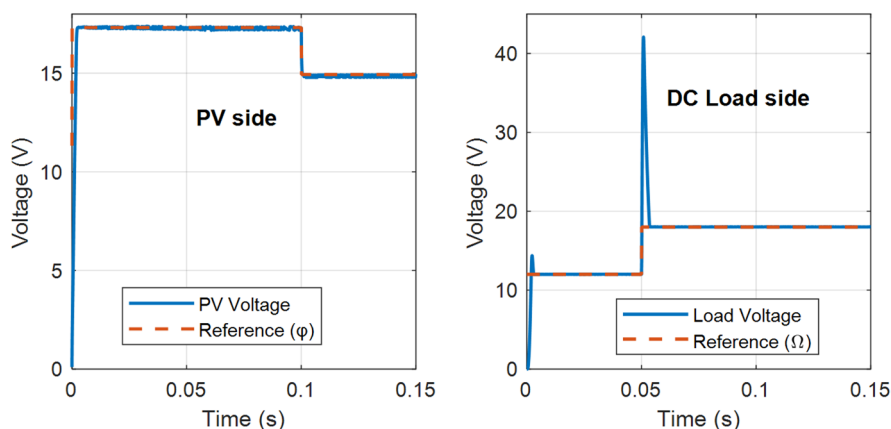 15
10
5
0
0
0.05
0.1
0.15
Voltage (V)
Time (s)
PV side
PV Voltage
Reference (φ)
40
30
20
10
0
0
0.05
0.1
0.15
Voltage (V)
Time (s)
DC Load side
Load Voltage
Reference (Ω)